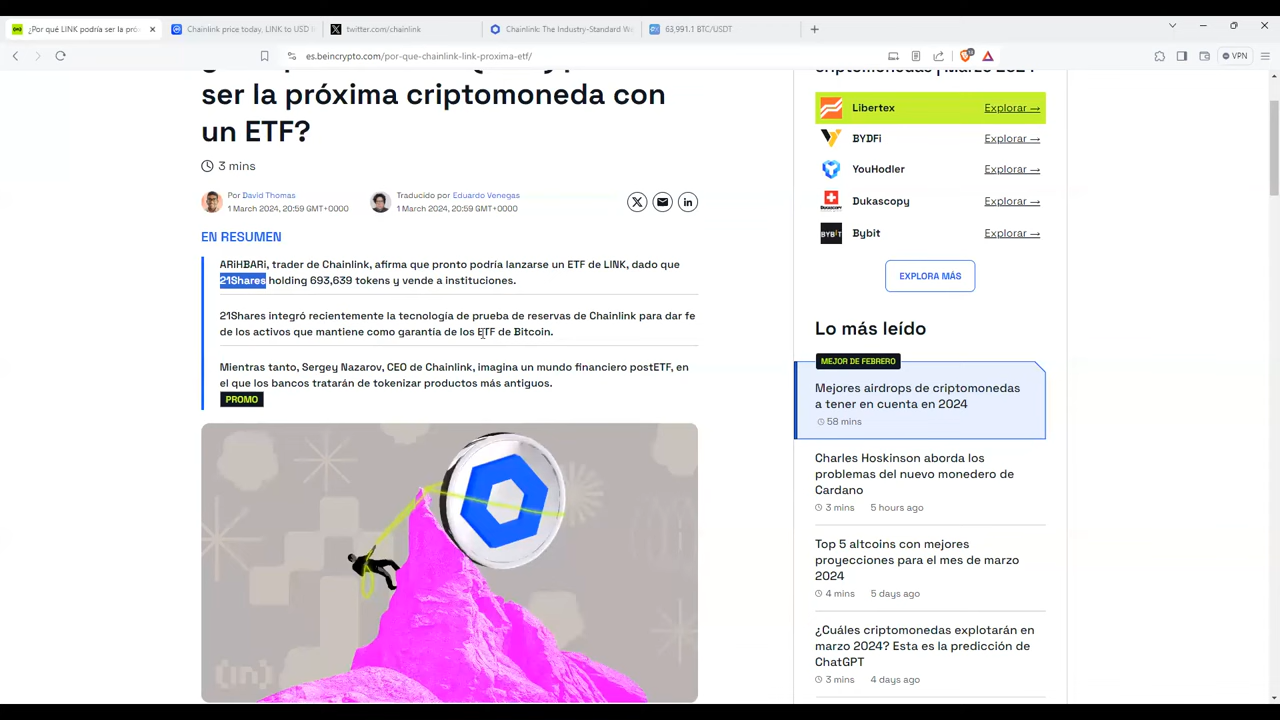 ¿Por qué LINK podría ser la pró
Chainlink price today, LINK to USD
twitter.com/chainlink
Chainlink: The Industry-Standard
63,991.1 BTC/USDT
es.beincrypto.com/por-que-chainlink-link-proxima-etf/
VPN
ser la próxima criptomoneda con
un ETF?
3 mins
Por David Thomas
1 March 2024, 20:59 GMT+0000
Traducido por Eduardo Venegas
1 March 2024, 20:59 GMT+0000
EN RESUMEN
ARiHBARi, trader de Chainlink, afirma que pronto podría lanzarse un ETF de LINK, dado que
21Shares holding 693,639 tokens y vende a instituciones.
21Shares integró recientemente la tecnología de prueba de reservas de Chainlink para dar fe
de los activos que mantiene como garantía de los ETF de Bitcoin.
Mientras tanto, Sergey Nazarov, CEO de Chainlink, imagina un mundo financiero postETF, en
el que los bancos tratarán de tokenizar productos más antiguos.
PROMO
Libertex
Explorar →
BYDFi
Explorar →
YouHodler
Explorar →
DUKASCOPY
Dukascopy
Explorar →
BYBIT
Bybit
Explorar →
EXPLORA MÁS
Lo más leído
MEJOR DE FEBRERO
Mejores airdrops de criptomonedas
a tener en cuenta en 2024
58 mins
Charles Hoskinson aborda los
problemas del nuevo monedero de
Cardano
3 mins 5 hours ago
Top 5 altcoins con mejores
proyecciones para el mes de marzo
2024
4 mins 5 days ago
¿Cuáles criptomonedas explotarán en
marzo 2024? Esta es la predicción de
ChatGPT
3 mins 4 days ago